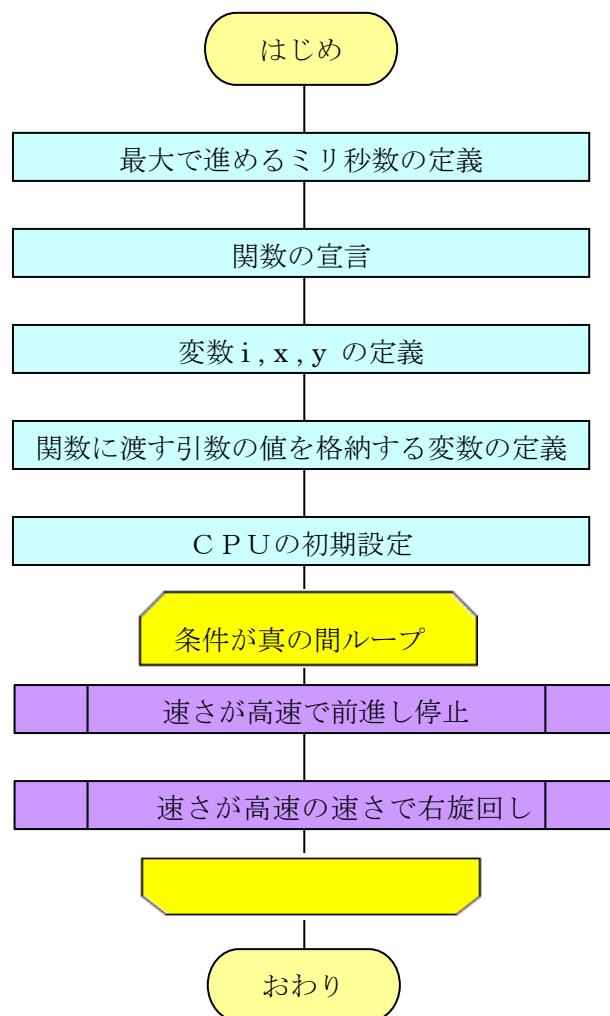 はじめ
最大で進めるミリ秒数の定義
関数の宣言
変数 i , x , y の定義
関数に渡す引数の値を格納する変数の定義
ＣＰＵの初期設定
条件が真の間ループ
速さが高速で前進し停止
速さが高速の速さで右旋回し
おわり